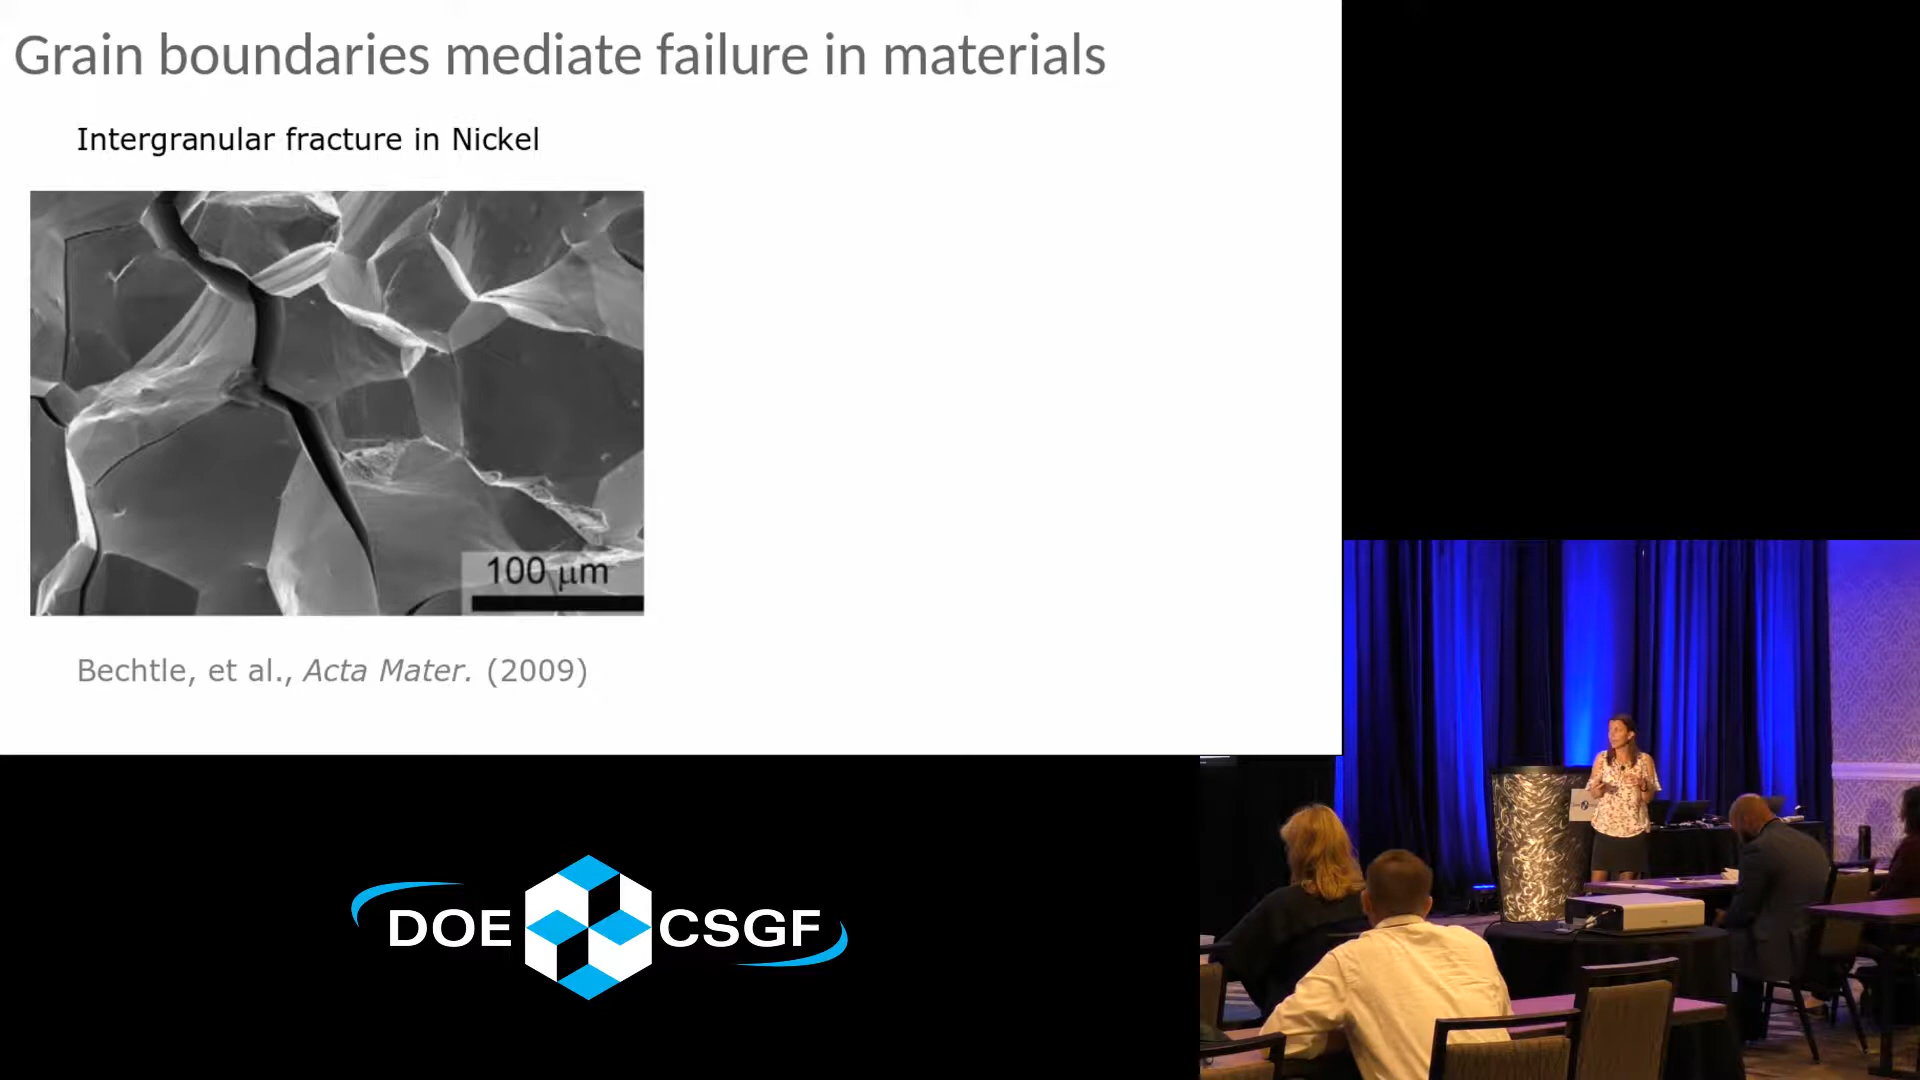 Grain boundaries mediate failure in materials
Intergranular fracture in Nickel
100 µm
Bechtle, et al., Acta Mater. (2009)
DOE CSGF